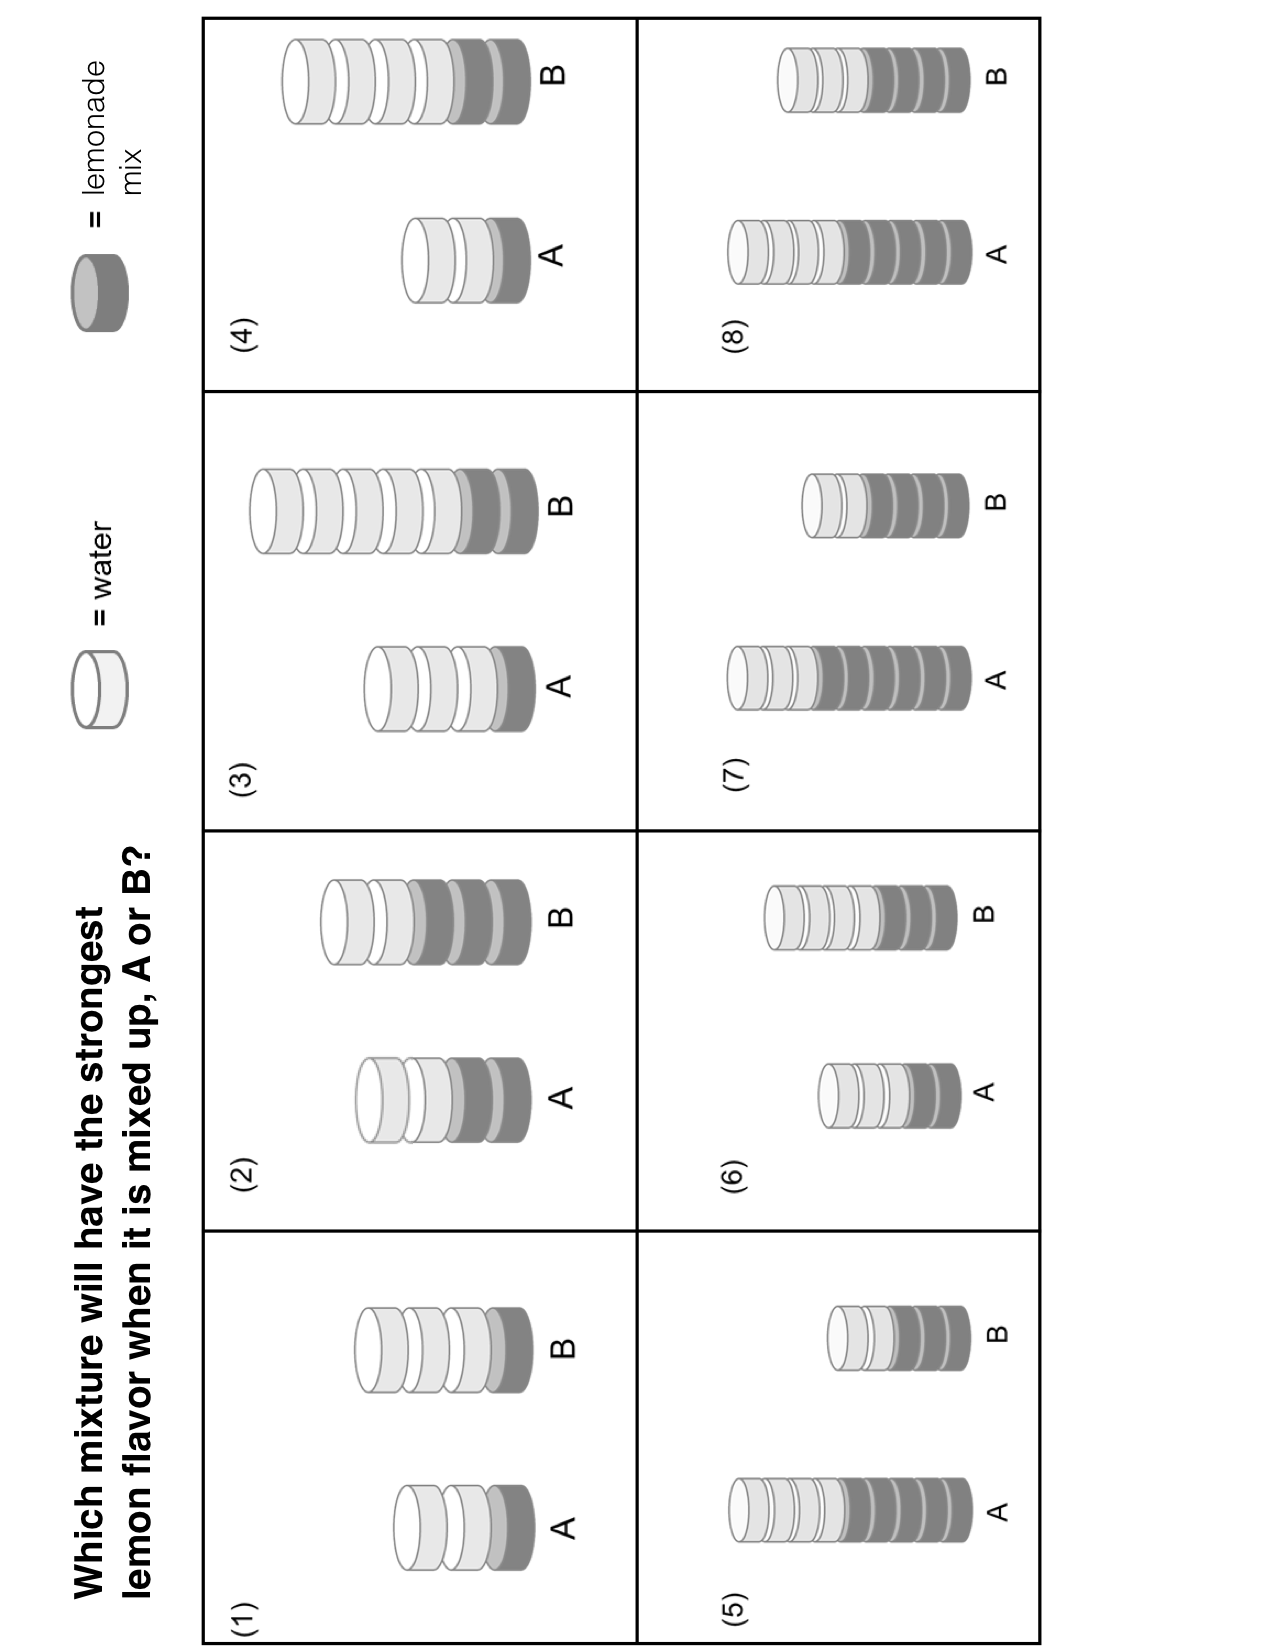 Which mixture will have the strongest
lemon flavor when it is mixed up, A or B?
= water
= lemonade
mix
(1)
A
B
(2)
A
B
(3)
A
B
(4)
A
B
(5)
A
B
(6)
A
B
(7)
A
B
(8)
A
B